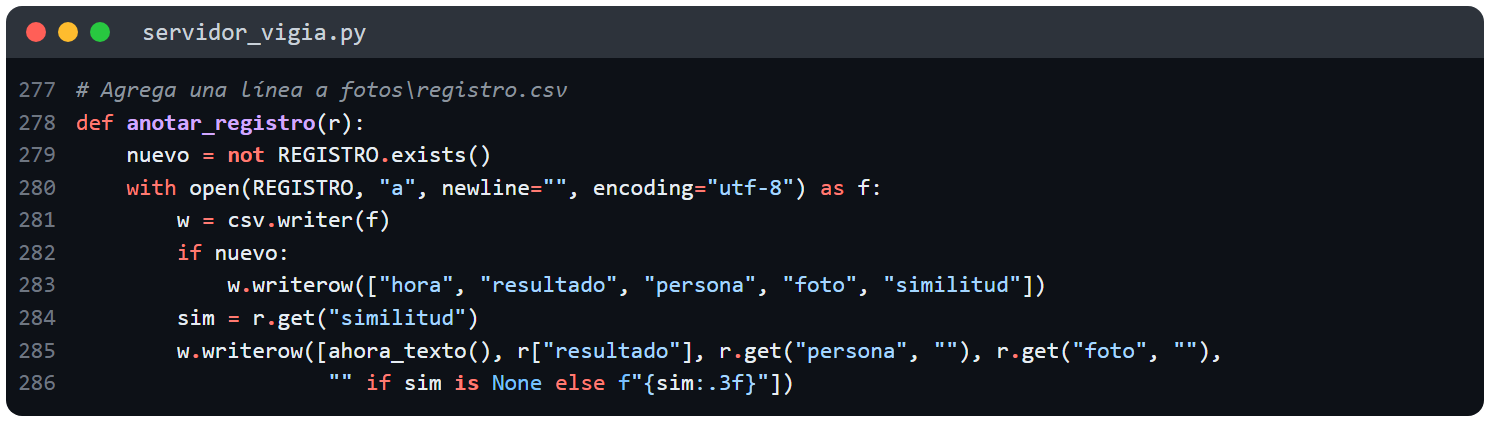 servidor_vigia.py
277 # Agrega una línea a fotos\registro.csv
278 def anotar_registro(r):
279     nuevo = not REGISTRO.exists()
280     with open(REGISTRO, "a", newline="", encoding="utf-8") as f:
281         w = csv.writer(f)
282         if nuevo:
283             w.writerow(["hora", "resultado", "persona", "foto", "similitud"])
284         sim = r.get("similitud")
285         w.writerow([ahora_texto(), r["resultado"], r.get("persona", ""), r.get("foto", ""),
286                     "" if sim is None else f"{sim:.3f}"])